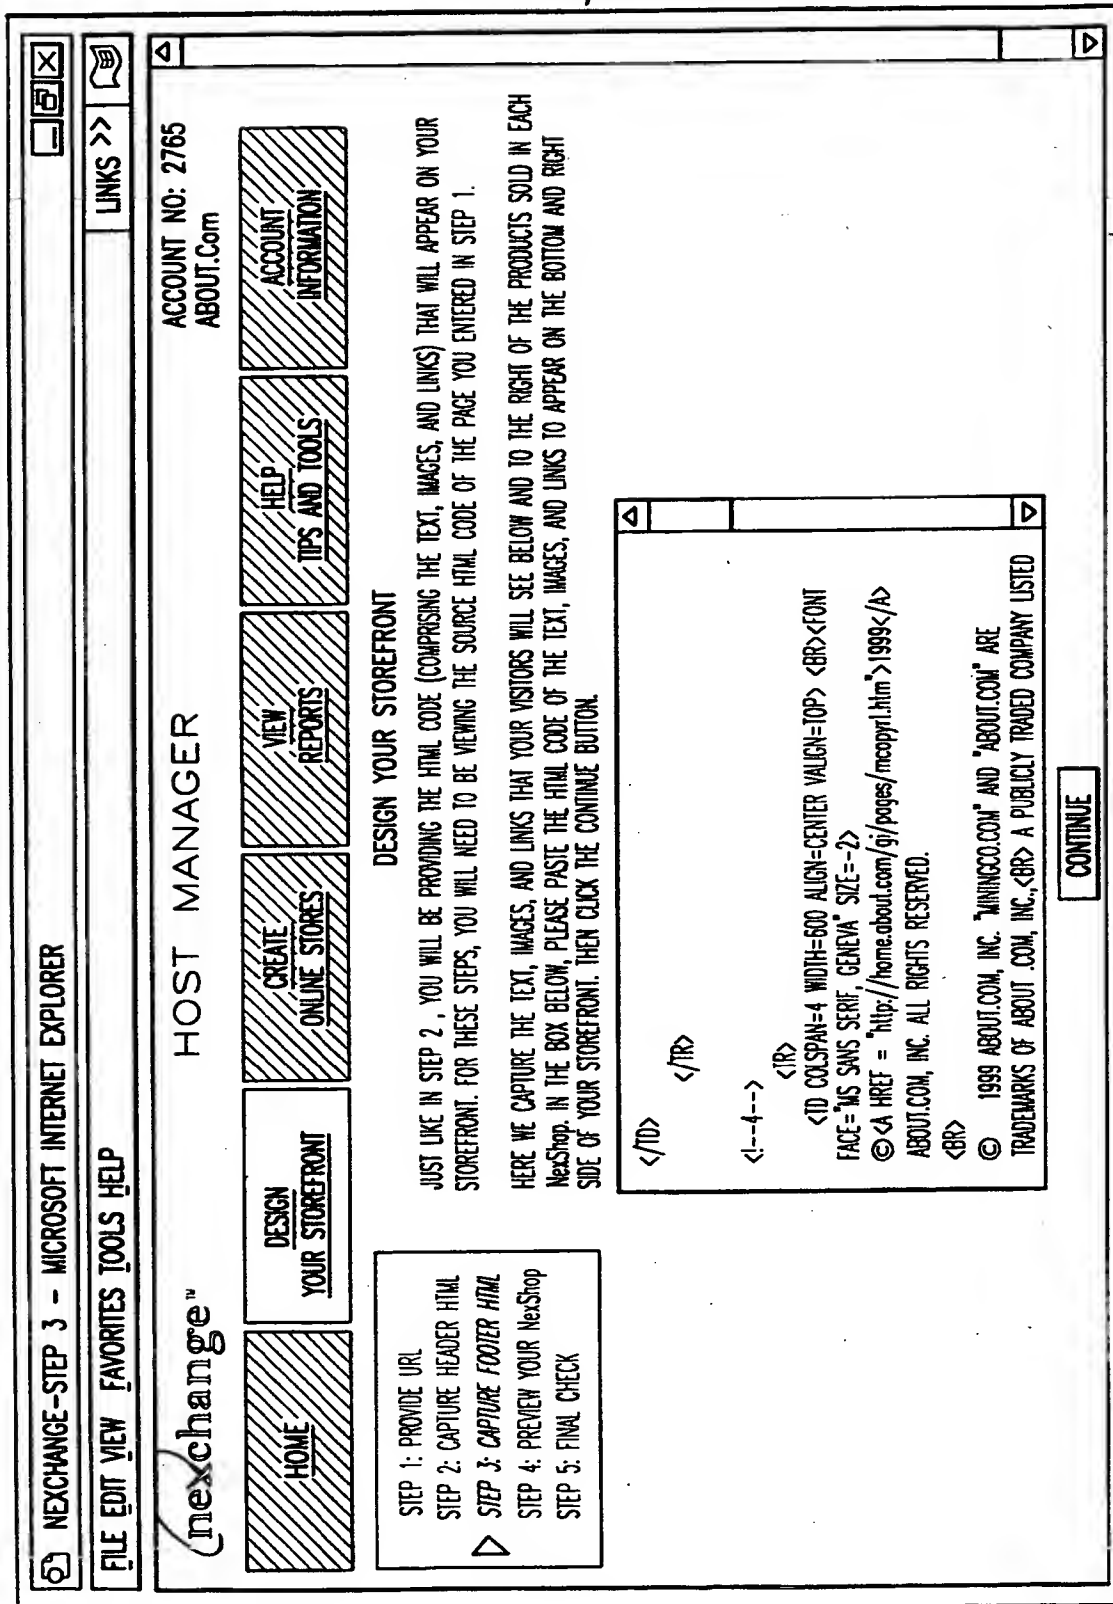 NEXCHANGE-STEP 3 - MICROSOFT INTERNET EXPLORER
FILE EDIT VIEW FAVORITES TOOLS HELP
LINKS >>
nexchange™
HOST MANAGER
ACCOUNT NO: 2765
ABOUT.Com
HOME
DESIGN
YOUR STOREFRONT
CREATE
ONLINE STORES
VIEW
REPORTS
HELP
TIPS AND TOOLS
ACCOUNT
INFORMATION
STEP 1: PROVIDE URL
STEP 2: CAPTURE HEADER HTML
STEP 3: CAPTURE FOOTER HTML
STEP 4: PREVIEW YOUR NexShop
STEP 5: FINAL CHECK
DESIGN YOUR STOREFRONT
JUST LIKE IN STEP 2 , YOU WILL BE PROVIDING THE HTML CODE (COMPRISING THE TEXT, IMAGES, AND LINKS) THAT WILL APPEAR ON YOUR
STOREFRONT. FOR THESE STEPS, YOU WILL NEED TO BE VIEWING THE SOURCE HTML CODE OF THE PAGE YOU ENTERED IN STEP 1.
HERE WE CAPTURE THE TEXT, IMAGES, AND LINKS THAT YOUR VISITORS WILL SEE BELOW AND TO THE RIGHT OF THE PRODUCTS SOLD IN EACH
NexShop. IN THE BOX BELOW, PLEASE PASTE THE HTML CODE OF THE TEXT, IMAGES, AND LINKS TO APPEAR ON THE BOTTOM AND RIGHT
SIDE OF YOUR STOREFRONT. THEN CLICK THE CONTINUE BUTTON.
</TD>
</TR>
<!--4-->
<TR>
<TD COLSPAN=4 WIDTH=600 ALIGN=CENTER VALIGN=TOP> <BR><FONT
FACE="MS SANS SERIF, GENEVA" SIZE=-2>
©<A HREF = "http://home.about.com/gi/pages/mcopyr1.htm">1999</A>
ABOUT.COM, INC. ALL RIGHTS RESERVED.
<BR>
© 1999 ABOUT.COM, INC. "MININGCO.COM" AND "ABOUT.COM" ARE
TRADEMARKS OF ABOUT .COM, INC.,<BR> A PUBLICLY TRADED COMPANY LISTED
CONTINUE